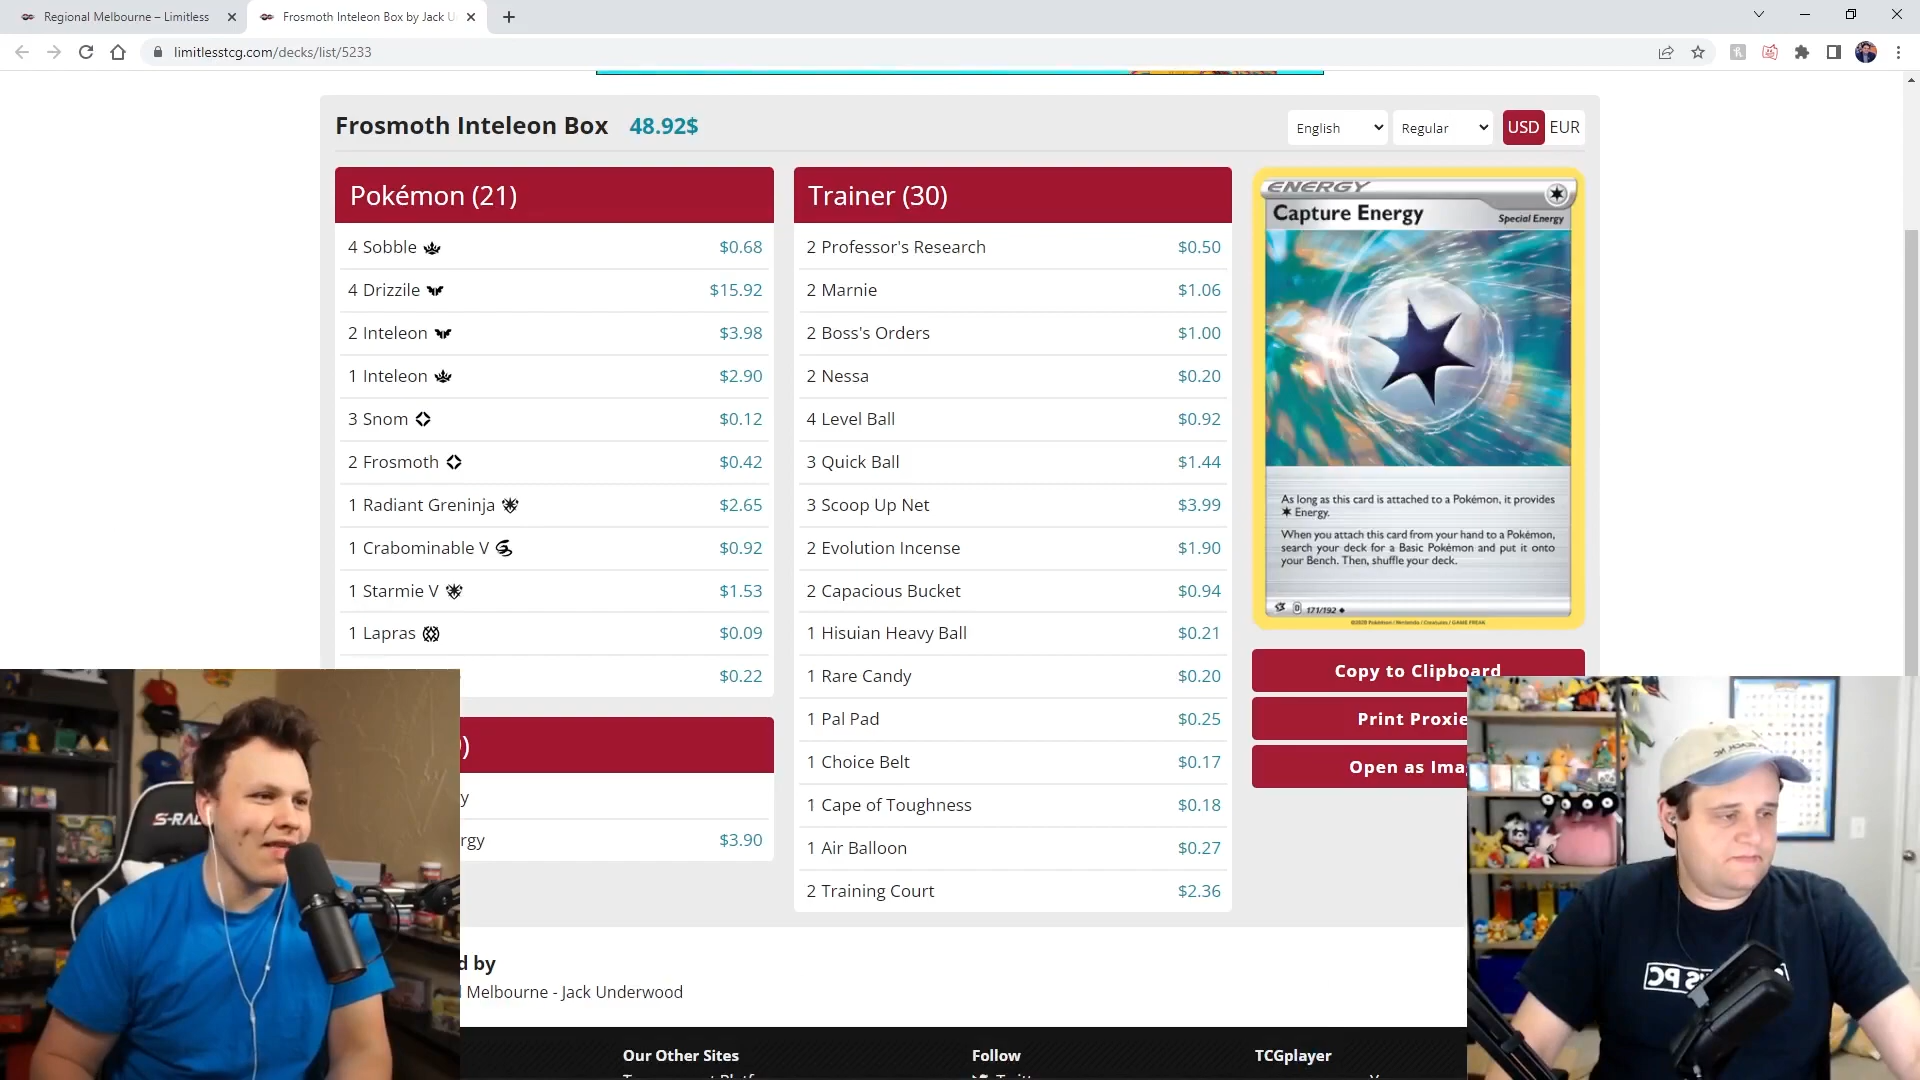 Regional Melbourne – Limitless
Frosmoth Inteleon Box by Jack U
limitlesstcg.com/decks/list/5233
Frosmoth Inteleon Box 48.92$
English
Regular
USD EUR
Pokémon (21)
4 Sobble $0.68
4 Drizzile $15.92
2 Inteleon $3.98
1 Inteleon $2.90
3 Snom $0.12
2 Frosmoth $0.42
1 Radiant Greninja $2.65
1 Crabominable V $0.92
1 Starmie V $1.53
1 Lapras $0.09
$0.22
)
y
rgy $3.90
Trainer (30)
2 Professor's Research $0.50
2 Marnie $1.06
2 Boss's Orders $1.00
2 Nessa $0.20
4 Level Ball $0.92
3 Quick Ball $1.44
3 Scoop Up Net $3.99
2 Evolution Incense $1.90
2 Capacious Bucket $0.94
1 Hisuian Heavy Ball $0.21
1 Rare Candy $0.20
1 Pal Pad $0.25
1 Choice Belt $0.17
1 Cape of Toughness $0.18
1 Air Balloon $0.27
2 Training Court $2.36
ENERGY
Capture Energy
Special Energy
As long as this card is attached to a Pokémon, it provides
Energy.
When you attach this card from your hand to a Pokémon,
search your deck for a Basic Pokémon and put it onto
your Bench. Then, shuffle your deck.
D 171/192
©2020 Pokémon / Nintendo / Creatures / GAME FREAK
Copy to Clipboard
Print Proxie
Open as Ima
d by
l Melbourne - Jack Underwood
Our Other Sites
Follow
TCGplayer
S-RA